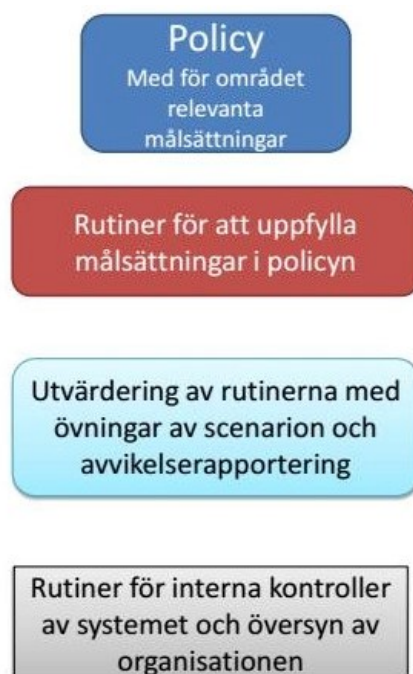 Policy
Med för området
relevanta
målsättningar
Rutiner för att uppfylla
målsättningar i policyn
Utvärdering av rutinerna med
övningar av scenarion och
avvikelserapportering
Rutiner för interna kontroller
av systemet och översyn av
organisationen